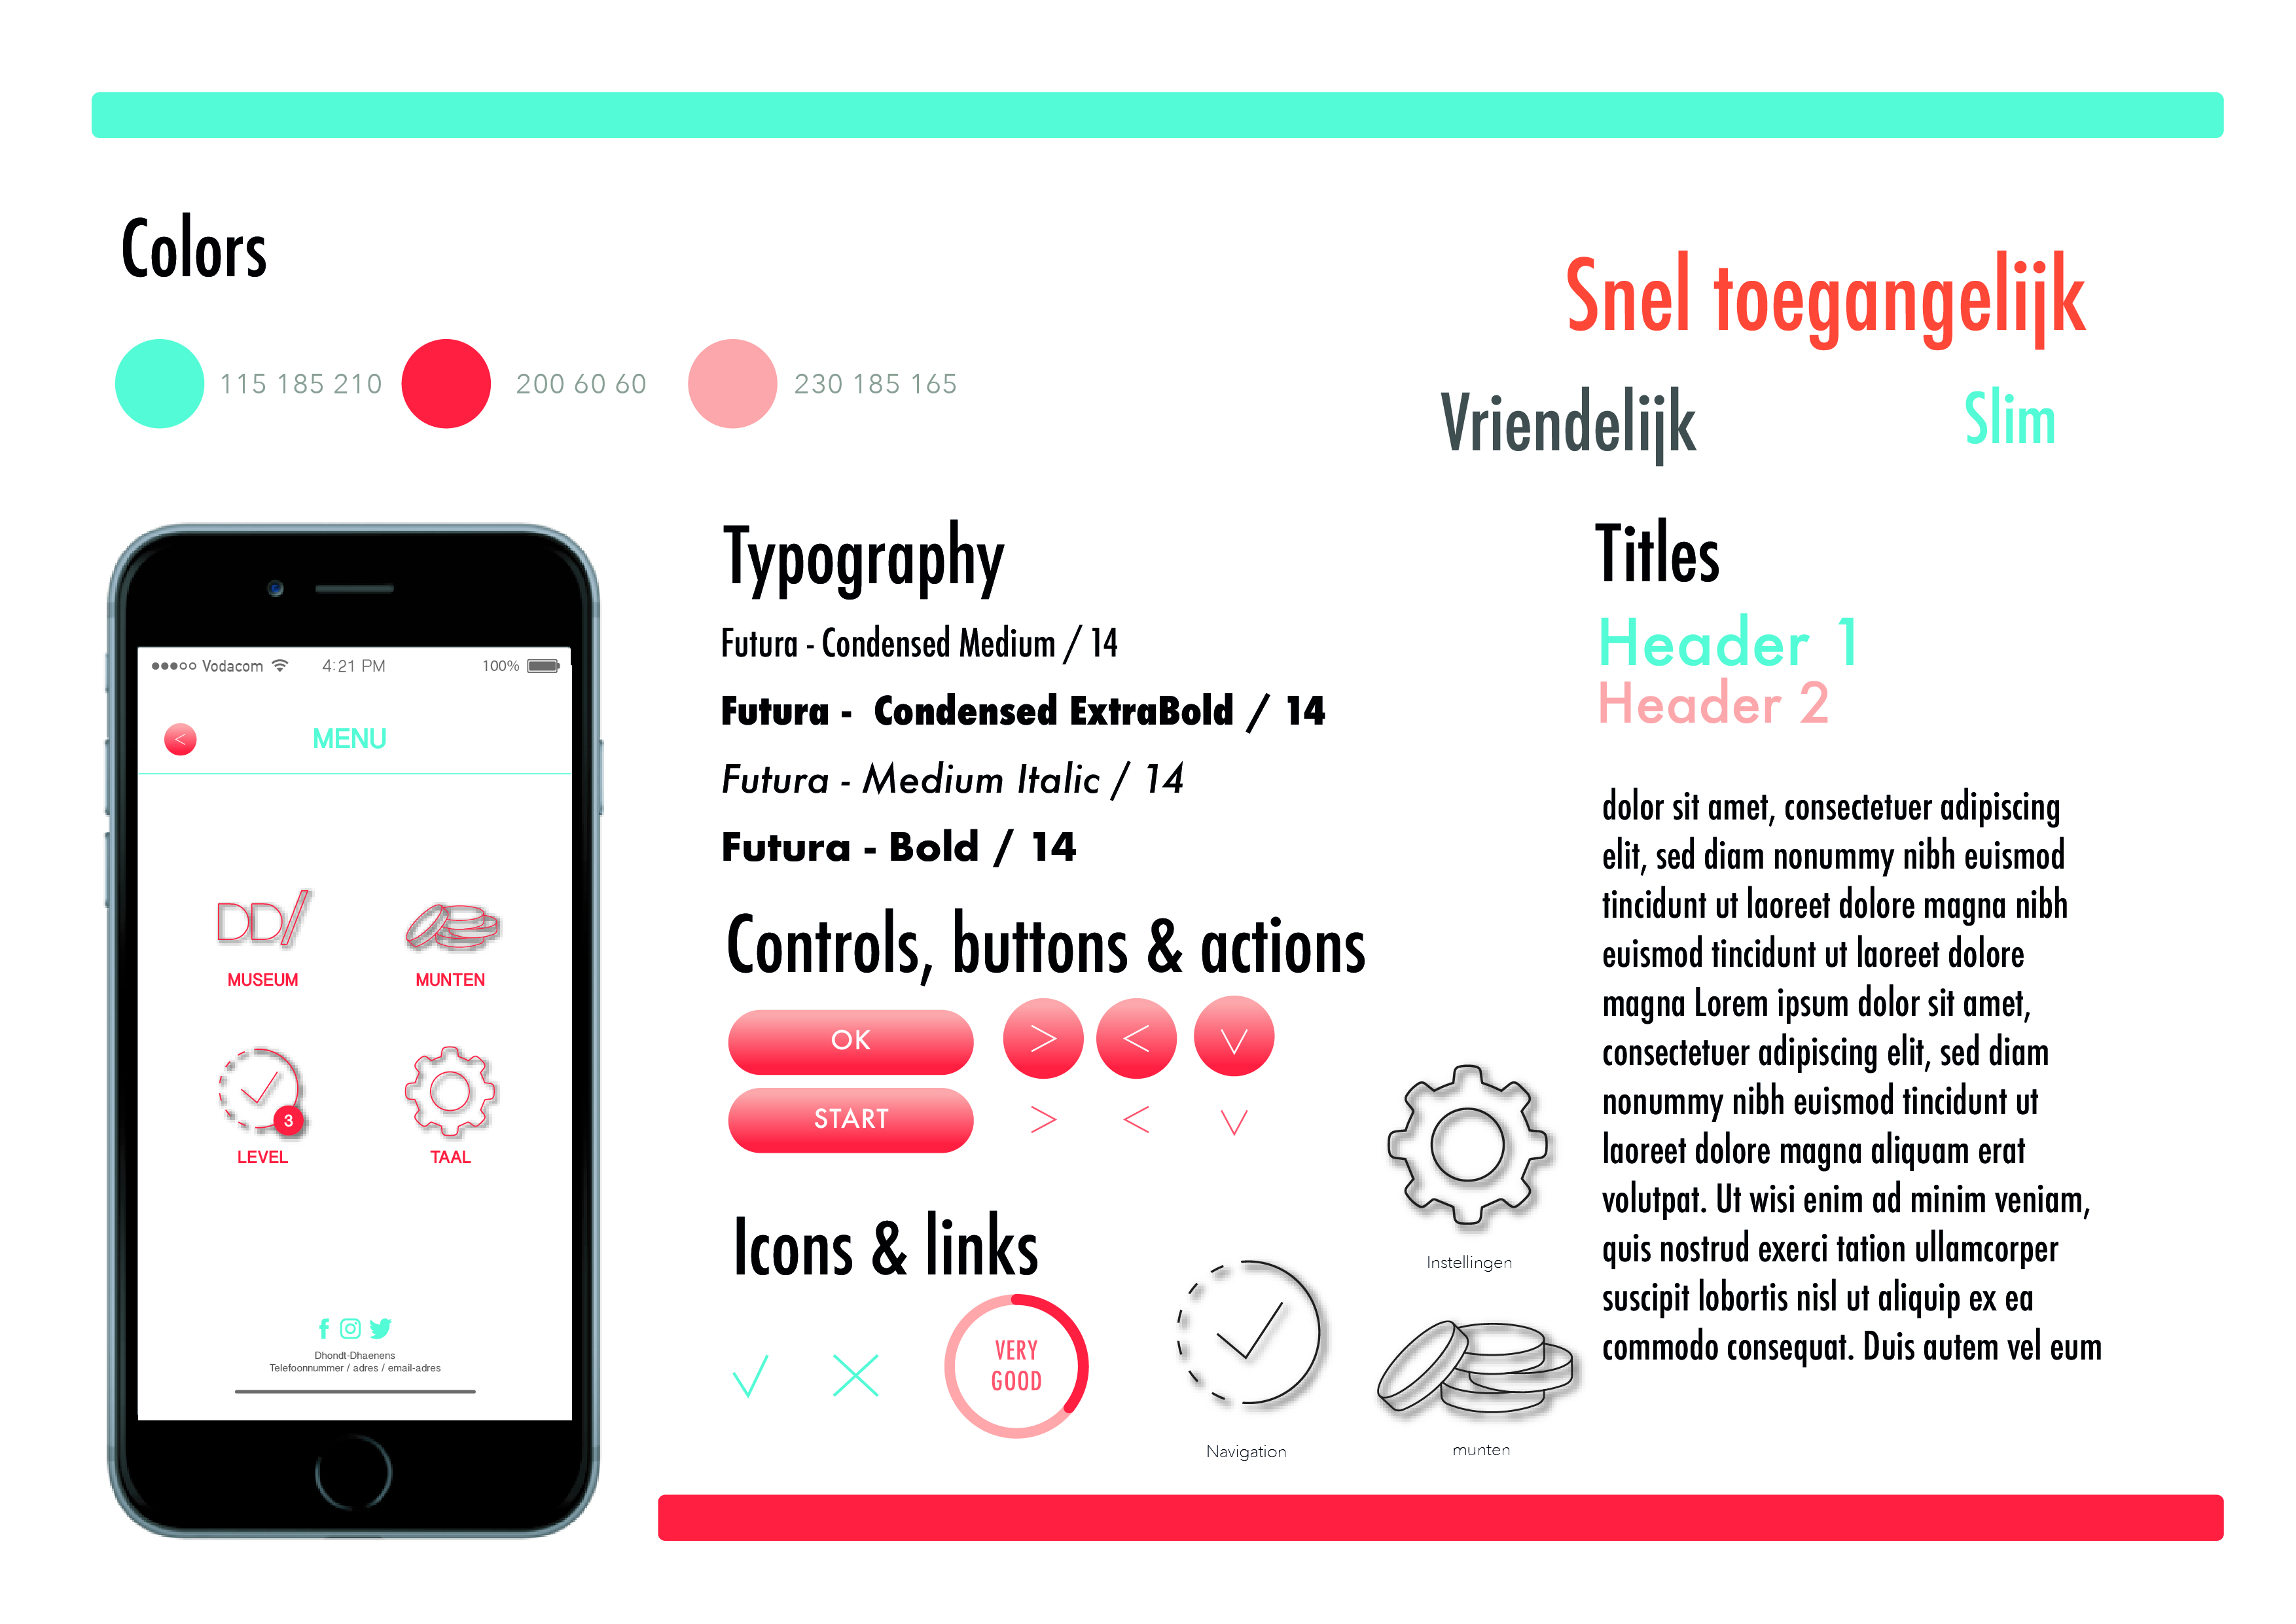 Colors
115 185 210
200 60 60
230 185 165
Snel toegangelijk
Vriendelijk
Slim
Vodacom
4:21 PM
100%
<
MENU
DD/
MUSEUM
MUNTEN
3
LEVEL
TAAL
Dhondt-Dhaenens
Telefoonnummer / adres / email-adres
Typography
Futura - Condensed Medium / 14
Futura - Condensed ExtraBold / 14
Futura - Medium Italic / 14
Futura - Bold / 14
Controls, buttons & actions
OK
START
Icons & links
VERY
GOOD
Navigation
Instellingen
munten
Titles
Header 1
Header 2
dolor sit amet, consectetuer adipiscing
elit, sed diam nonummy nibh euismod
tincidunt ut laoreet dolore magna nibh
euismod tincidunt ut laoreet dolore
magna Lorem ipsum dolor sit amet,
consectetuer adipiscing elit, sed diam
nonummy nibh euismod tincidunt ut
laoreet dolore magna aliquam erat
volutpat. Ut wisi enim ad minim veniam,
quis nostrud exerci tation ullamcorper
suscipit lobortis nisl ut aliquip ex ea
commodo consequat. Duis autem vel eum